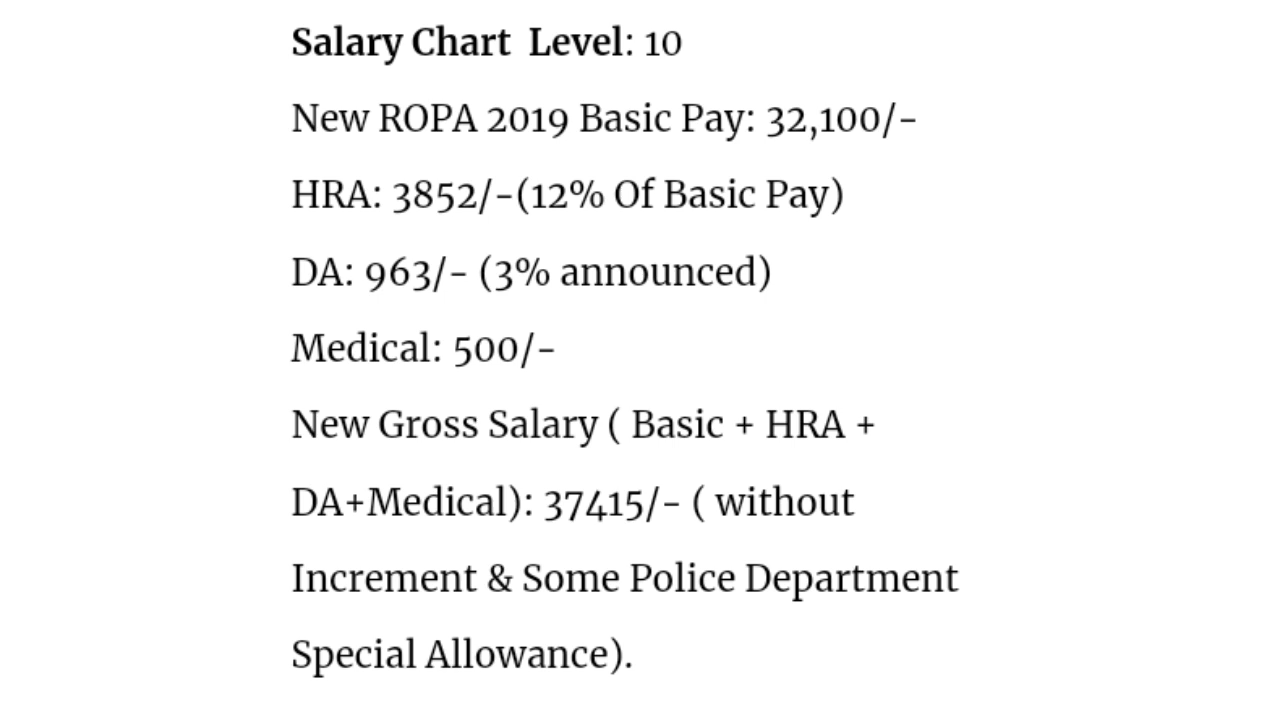 Salary Chart Level: 10
New ROPA 2019 Basic Pay: 32,100/-
HRA: 3852/-(12% Of Basic Pay)
DA: 963/- (3% announced)
Medical: 500/-
New Gross Salary ( Basic + HRA +
DA+Medical): 37415/- ( without
Increment & Some Police Department
Special Allowance).